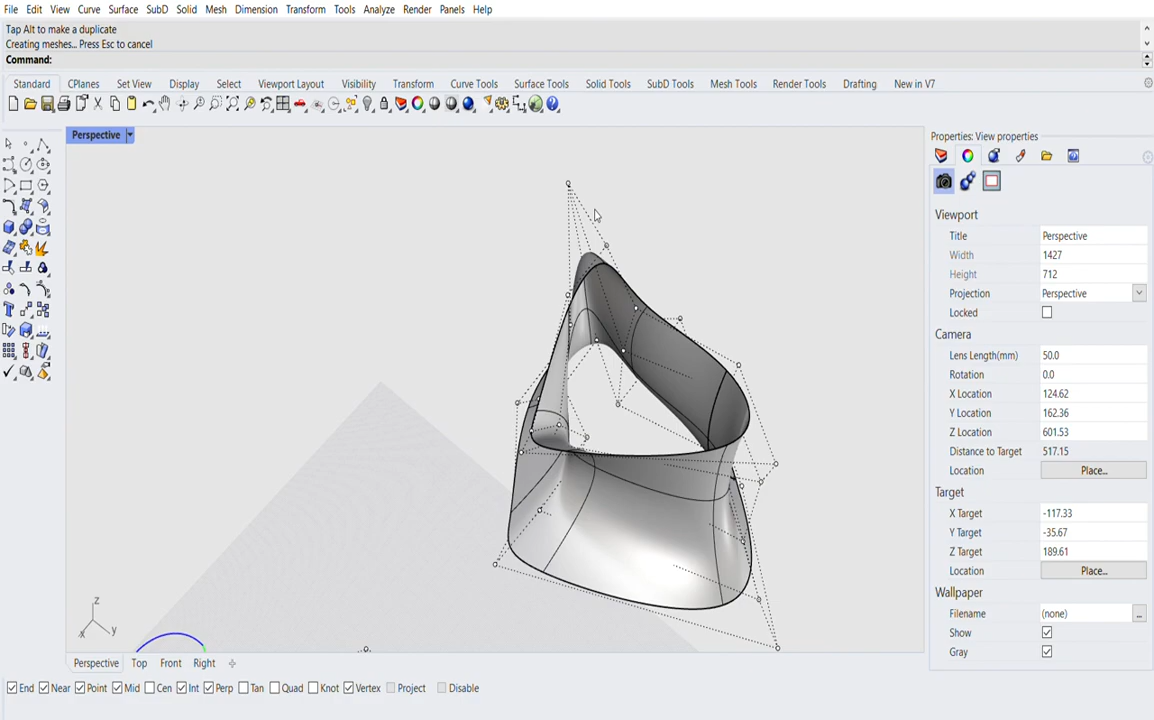 File Edit View Curve Surface SubD Solid Mesh Dimension Transform Tools Analyze Render Panels Help
Tap Alt to make a duplicate
Creating meshes... Press Esc to cancel
Command:
Standard CPlanes Set View Display Select Viewport Layout Visibility Transform Curve Tools Surface Tools Solid Tools SubD Tools Mesh Tools Render Tools Drafting New in V7
Perspective
Properties: View properties
Viewport
Title Perspective
Width 1427
Height 712
Projection Perspective
Locked
Camera
Lens Length(mm) 50.0
Rotation 0.0
X Location 124.62
Y Location 162.36
Z Location 601.53
Distance to Target 517.15
Location Place...
Target
X Target -117.33
Y Target -35.67
Z Target 189.61
Location Place...
Wallpaper
Filename (none) ...
Show
Gray
z
x y
Perspective Top Front Right
End Near Point Mid Cen Int Perp Tan Quad Knot Vertex Project Disable